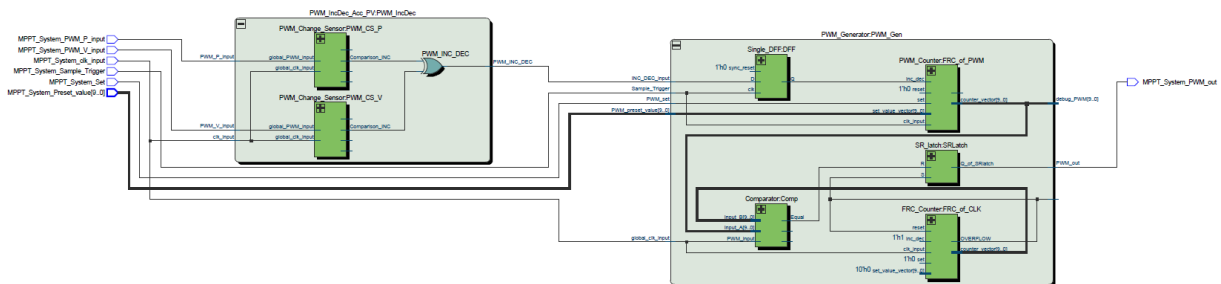 PWM_IncDec_Acc_PV:PWM_IncDec
PWM_Change_Sensor:PWM_CS_P
MPPT_System_PWM_P_input
MPPT_System_PWM_V_input
MPPT_System_clk_input
MPPT_System_Sample_Trigger
MPPT_System_Set
MPPT_System_Preset_value[9..0]
PWM_P_input
global_PWM_input
Comparison_INC
global_clk_input
PWM_INC_DEC
PWM_INC_DEC
PWM_Change_Sensor:PWM_CS_V
PWM_V_input
global_PWM_input
Comparison_INC
clk_input
global_clk_input
PWM_Generator:PWM_Gen
Single_DFF:DFF
1'h0 sync_reset
INC_DEC_input
D
Q
Sample_Trigger
clk
PWM_set
PWM_preset_value[9..0]
PWM_Counter:FRC_of_PWM
inc_dec
1'h0 reset
set
counter_vector[9..0]
debug_PWM[9..0]
set_value_vector[9..0]
clk_input
MPPT_System_PWM_out
SR_latch:SRLatch
R
Q_of_SRlatch
PWM_out
S
Comparator:Comp
input_B[9..0]
Equal
input_A[9..0]
global_clk_input
PWM_input
FRC_Counter:FRC_of_CLK
reset
1'h1 inc_dec
OVERFLOW
clk_input
counter_vector[9..0]
1'h0 set
10'h0 set_value_vector[9..0]